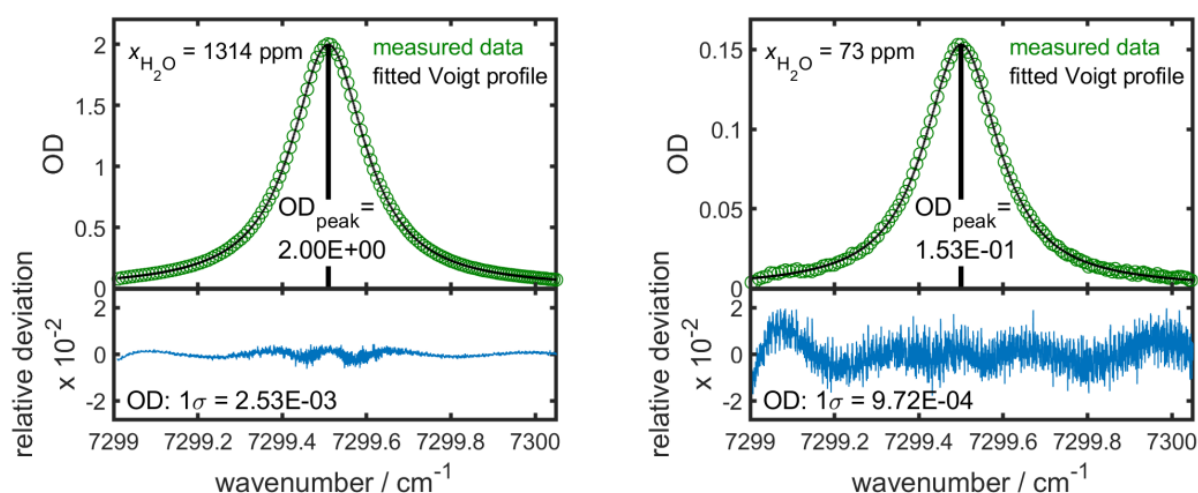 x_H₂O = 1314 ppm
measured data
fitted Voigt profile
2
1.5
1
0.5
0
OD
OD_peak =
2.00E+00
2
0
-2
relative deviation
x 10⁻²
OD: 1σ = 2.53E-03
7299 7299.2 7299.4 7299.6 7299.8 7300
wavenumber / cm⁻¹
x_H₂O = 73 ppm
measured data
fitted Voigt profile
0.15
0.1
0.05
0
OD
OD_peak =
1.53E-01
2
0
-2
relative deviation
x 10⁻²
OD: 1σ = 9.72E-04
7299 7299.2 7299.4 7299.6 7299.8 7300
wavenumber / cm⁻¹